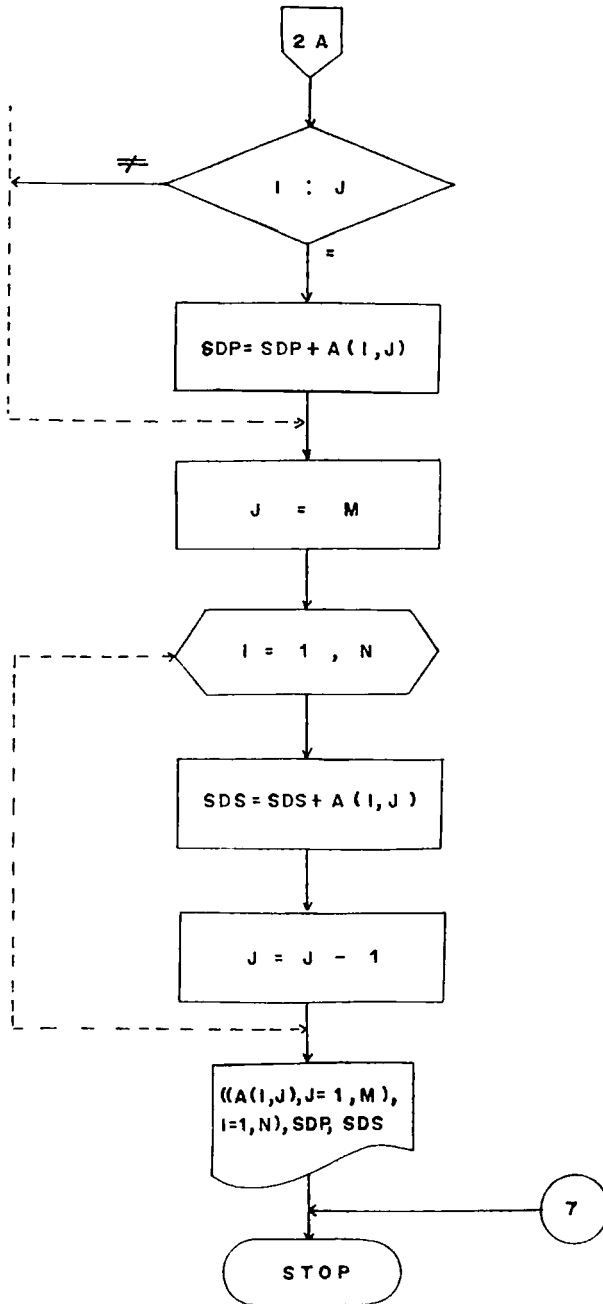 2 A
≠
I : J
=
SDP = SDP + A ( I , J )
J = M
I = 1 , N
SDS = SDS + A ( I , J )
J = J - 1
((A(I,J), J= 1, M),
I=1, N), SDP, SDS
7
STOP